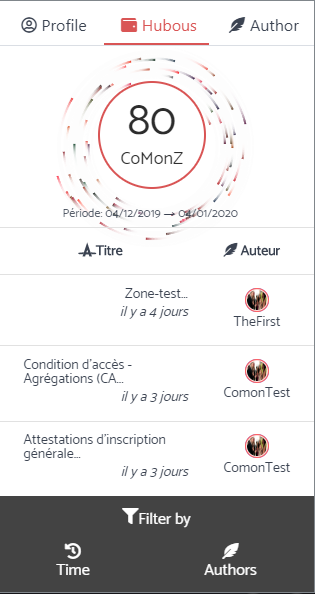 Profile Hubous Author
80
CoMonZ
Période: 04/12/2019 → 04/01/2020
Titre Auteur
Zone-test...
il y a 4 jours
TheFirst
Condition d'accès -
Agrégations (CA...
il y a 3 jours
ComonTest
Attestations d'inscription
générale...
il y a 3 jours
ComonTest
Filter by
Time Authors